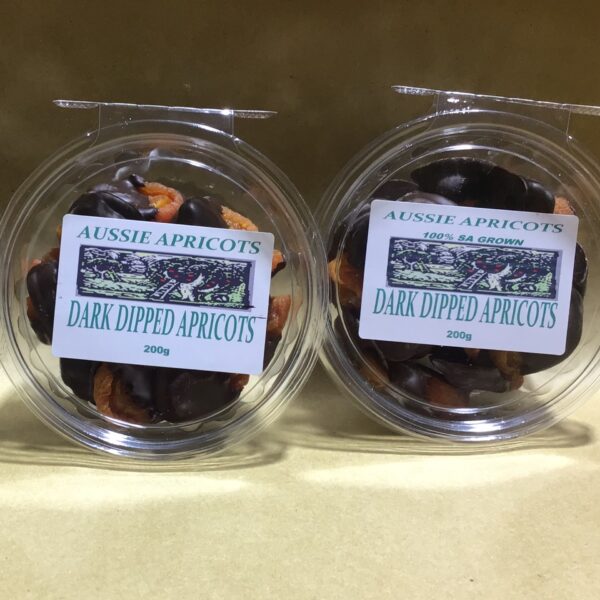 AUSSIE APRICOTS
DARK DIPPED APRICOTS
200g
AUSSIE APRICOTS
100% SA GROWN
DARK DIPPED APRICOTS
200g